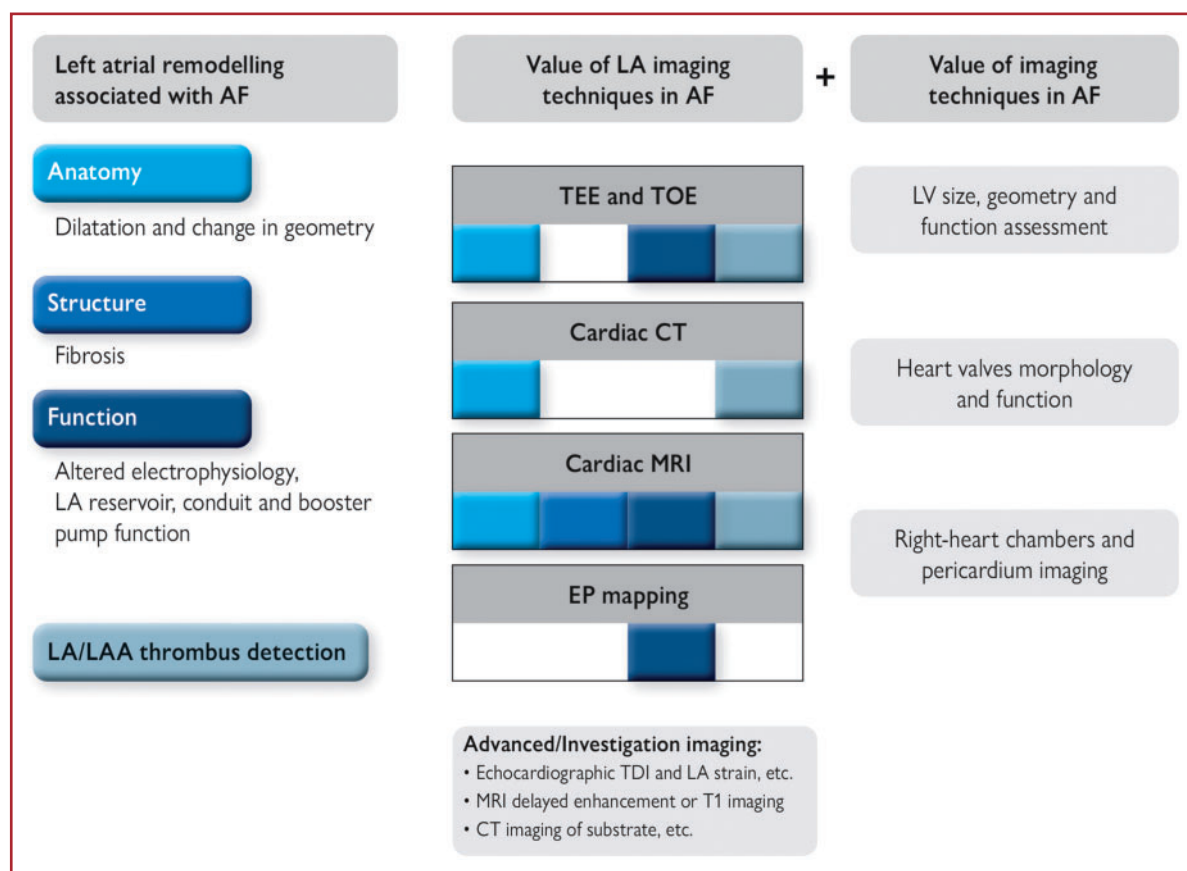 Left atrial remodelling
associated with AF
Anatomy
Dilatation and change in geometry
Structure
Fibrosis
Function
Altered electrophysiology,
LA reservoir, conduit and booster
pump function
LA/LAA thrombus detection
Value of LA imaging
techniques in AF
TEE and TOE
Cardiac CT
Cardiac MRI
EP mapping
Advanced/Investigation imaging:
• Echocardiographic TDI and LA strain, etc.
• MRI delayed enhancement or T1 imaging
• CT imaging of substrate, etc.
+
Value of imaging
techniques in AF
LV size, geometry and
function assessment
Heart valves morphology
and function
Right-heart chambers and
pericardium imaging